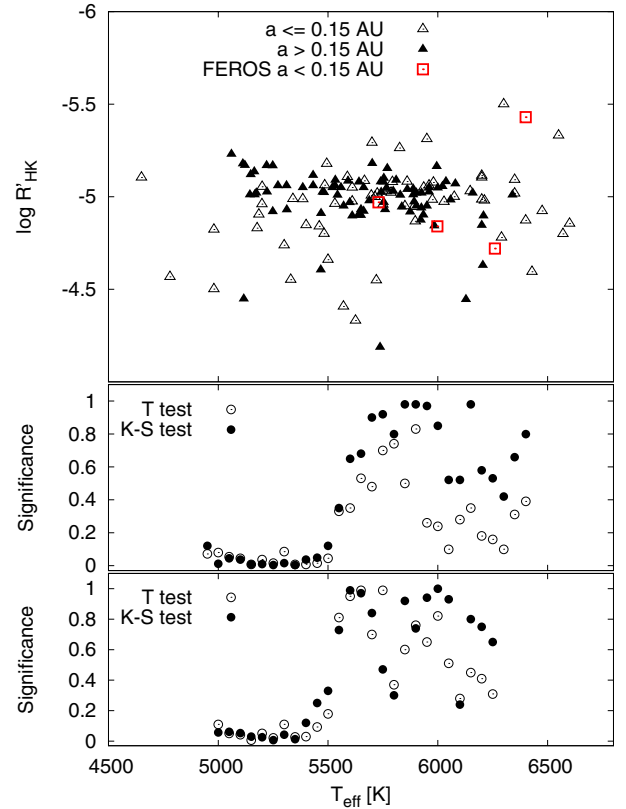 -6
a <= 0.15 AU
a > 0.15 AU
FEROS a < 0.15 AU
-5.5
-5
-4.5
log R'HK
1
0.8
0.6
0.4
0.2
0
T test
K-S test
Significance
1
0.8
0.6
0.4
0.2
0
T test
K-S test
Significance
4500 5000 5500 6000 6500
Teff [K]